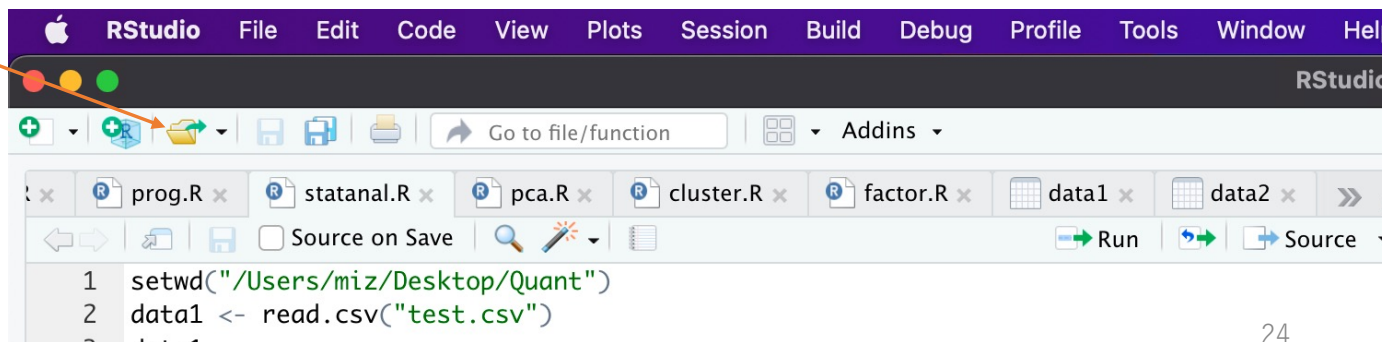 RStudio File Edit Code View Plots Session Build Debug Profile Tools Window Hel
RStudio
Go to file/function Addins
prog.R statanal.R pca.R cluster.R factor.R data1 data2
Source on Save Run Source
1 setwd("/Users/miz/Desktop/Quant")
2 data1 <- read.csv("test.csv")
24